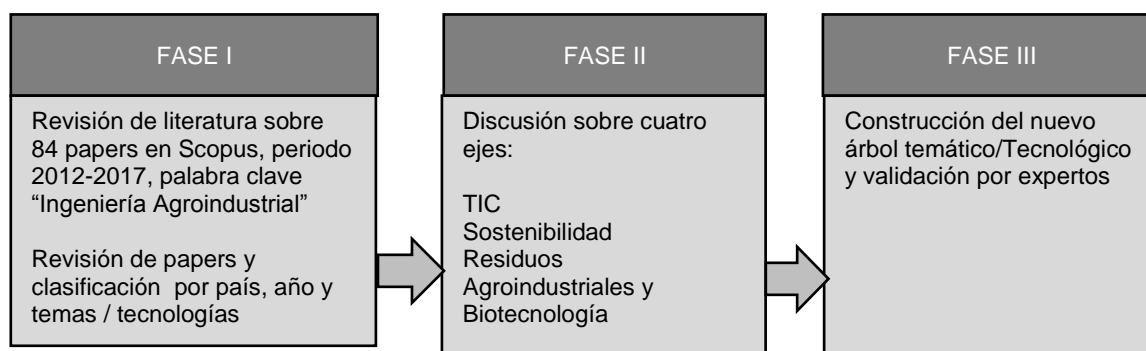 FASE I
Revisión de literatura sobre
84 papers en Scopus, periodo
2012-2017, palabra clave
“Ingeniería Agroindustrial”
Revisión de papers y
clasificación por país, año y
temas / tecnologías
FASE II
Discusión sobre cuatro
ejes:
TIC
Sostenibilidad
Residuos
Agroindustriales y
Biotecnología
FASE III
Construcción del nuevo
árbol temático/Tecnológico
y validación por expertos